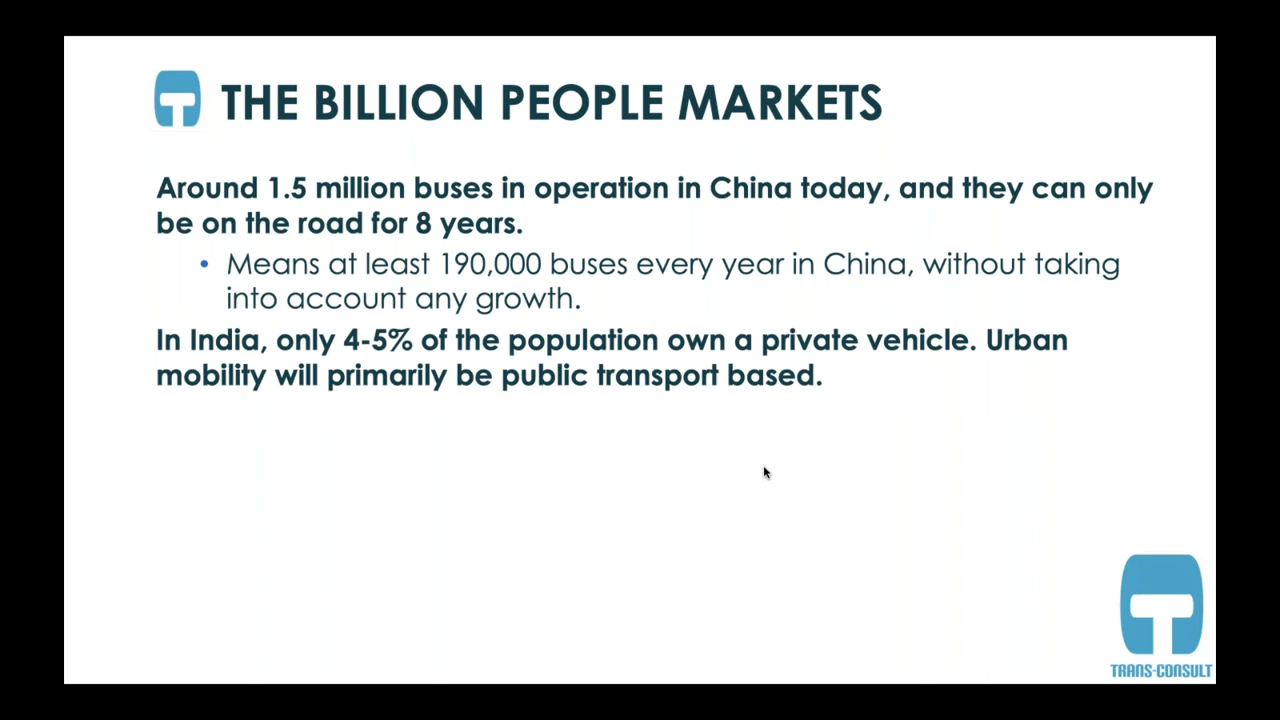 THE BILLION PEOPLE MARKETS
Around 1.5 million buses in operation in China today, and they can only
be on the road for 8 years.
• Means at least 190,000 buses every year in China, without taking
into account any growth.
In India, only 4-5% of the population own a private vehicle. Urban
mobility will primarily be public transport based.
TRANS-CONSULT